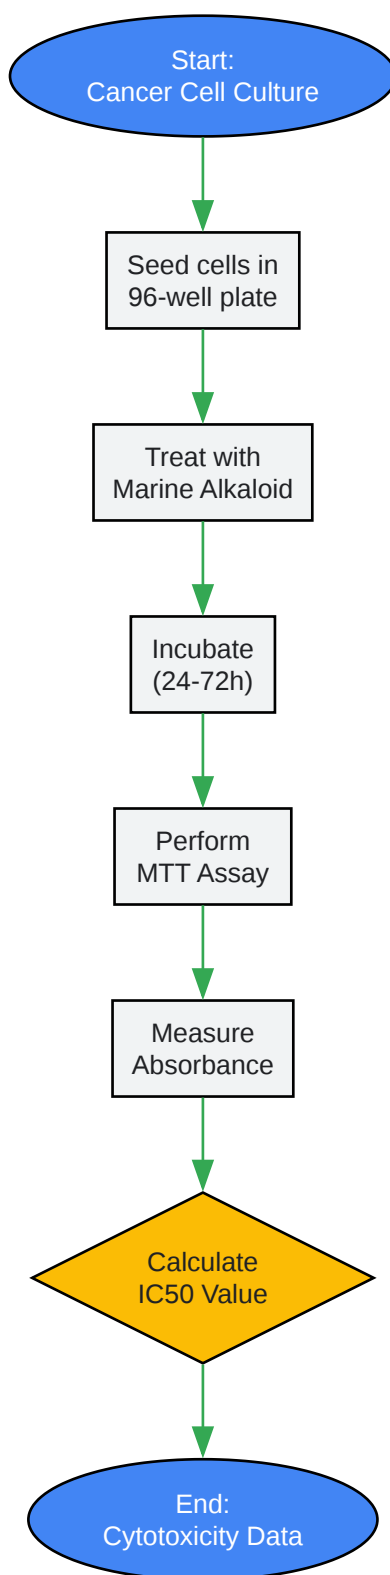 Start:
Cancer Cell Culture
Seed cells in
96-well plate
Treat with
Marine Alkaloid
Incubate
(24-72h)
Perform
MTT Assay
Measure
Absorbance
Calculate
IC50 Value
End:
Cytotoxicity Data